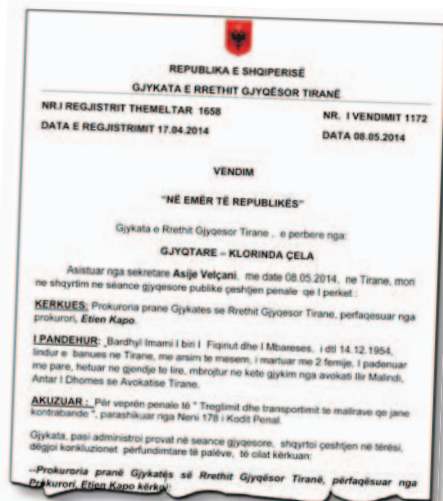 REPUBLIKA E SHQIPERISË
GJYKATA E RRETHIT GJYQËSOR TIRANË
NR.I REGJISTRIT THEMELTAR 1658
NR. I VENDIMIT 1172
DATA E REGJISTRIMIT 17.04.2014
DATA 08.05.2014
VENDIM
"NË EMËR TË REPUBLIKËS"
Gjykata e Rrethit Gjyqesor Tirane , e perbere nga:
GJYQTARE – KLORINDA ÇELA
Asistuar nga sekretare Asije Velçani, me date 08.05.2014, ne Tirane, mori
ne shqyrtim ne séance gjyqesore publike çeshtjen penale qe I perket :
KERKUES: Prokuroria prane Gjykates se Rrethit Gjyqesor Tirane, perfaqesuar nga
prokurori, Etien Kapo.
I PANDEHUR: Bardhyl Imami I biri I Fiqiriut dhe I Mbareses, i dtl 14.12.1954,
lindur e banues ne Tirane, me arsim te mesem, i martuar me 2 femije, I padenuar
me pare, hetuar ne gjendje te lire, mbrojtur ne kete gjykim nga avokati Ilir Malindi,
Antar I Dhomes se Avokatise Tirane.
AKUZUAR : Për veprën penale të " Tregtimit dhe transportimit te mallrave qe jane
kontrabande ", parashikuar nga Neni 178 i Kodit Penal.
Gjykata, pasi administroi provat në seance gjyqesore, shqyrtoi çeshtjen në tërësi,
dëgjoi konkluzionet përfundimtare të palëve, të cilat kërkuan:
--Prokuroria pranë Gjykatës së Rrethit Gjyqësor Tiranë, përfaqësuar nga
Prokurori, Etien Kapo kërkoi: